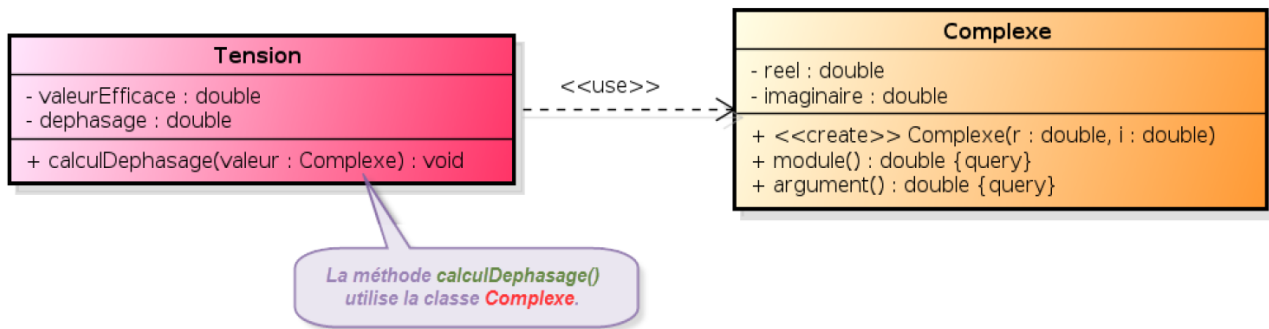 Tension
- valeurEfficace : double
- dephasage : double
+ calculDephasage(valeur : Complexe) : void
<<use>>
Complexe
- reel : double
- imaginaire : double
+ <<create>> Complexe(r : double, i : double)
+ module() : double {query}
+ argument() : double {query}
La méthode calculDephasage()
utilise la classe Complexe.